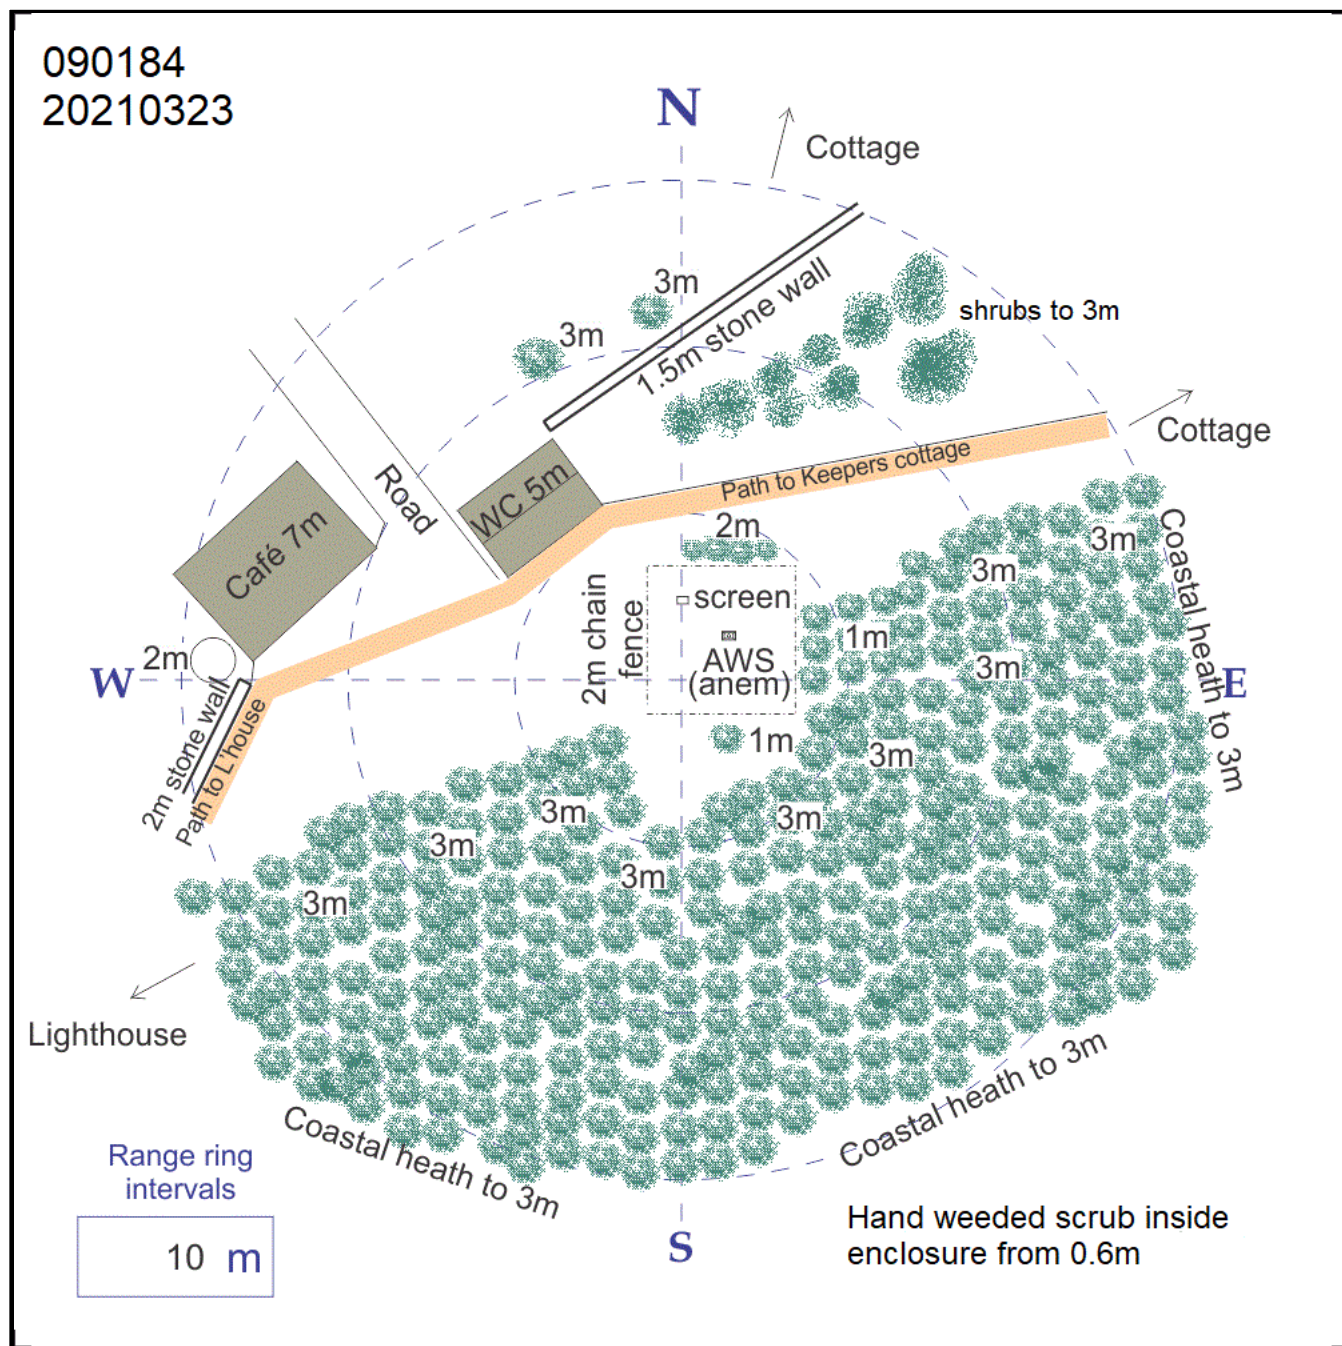 090184
20210323
N
Cottage
3m
3m
1.5m stone wall
shrubs to 3m
Cottage
Road
WC 5m
Café 7m
Path to Keepers cottage
2m
2m chain
fence
screen
AWS
(anem)
1m
3m
3m
3m
Coastal heath to 3m
W
2m
E
2m stone wall
Path to L'house
1m
3m
3m
3m
3m
3m
3m
Lighthouse
Coastal heath to 3m
Coastal heath to 3m
Range ring
intervals
10 m
S
Hand weeded scrub inside
enclosure from 0.6m